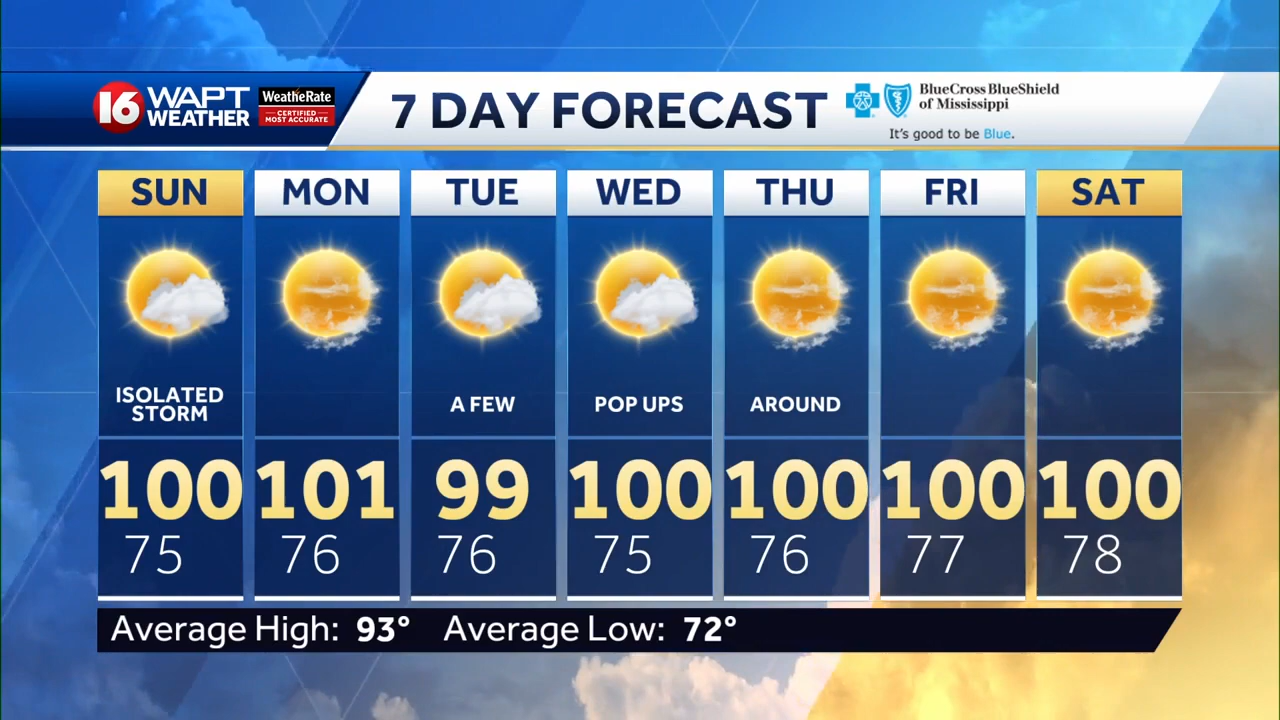 16 WAPT WEATHER
WeatheRate
CERTIFIED
MOST ACCURATE
7 DAY FORECAST
BlueCross BlueShield
of Mississippi
It's good to be Blue.
SUN MON TUE WED THU FRI SAT
ISOLATED
STORM
A FEW POP UPS AROUND
100 101 99 100 100 100 100
75 76 76 75 76 77 78
Average High: 93° Average Low: 72°